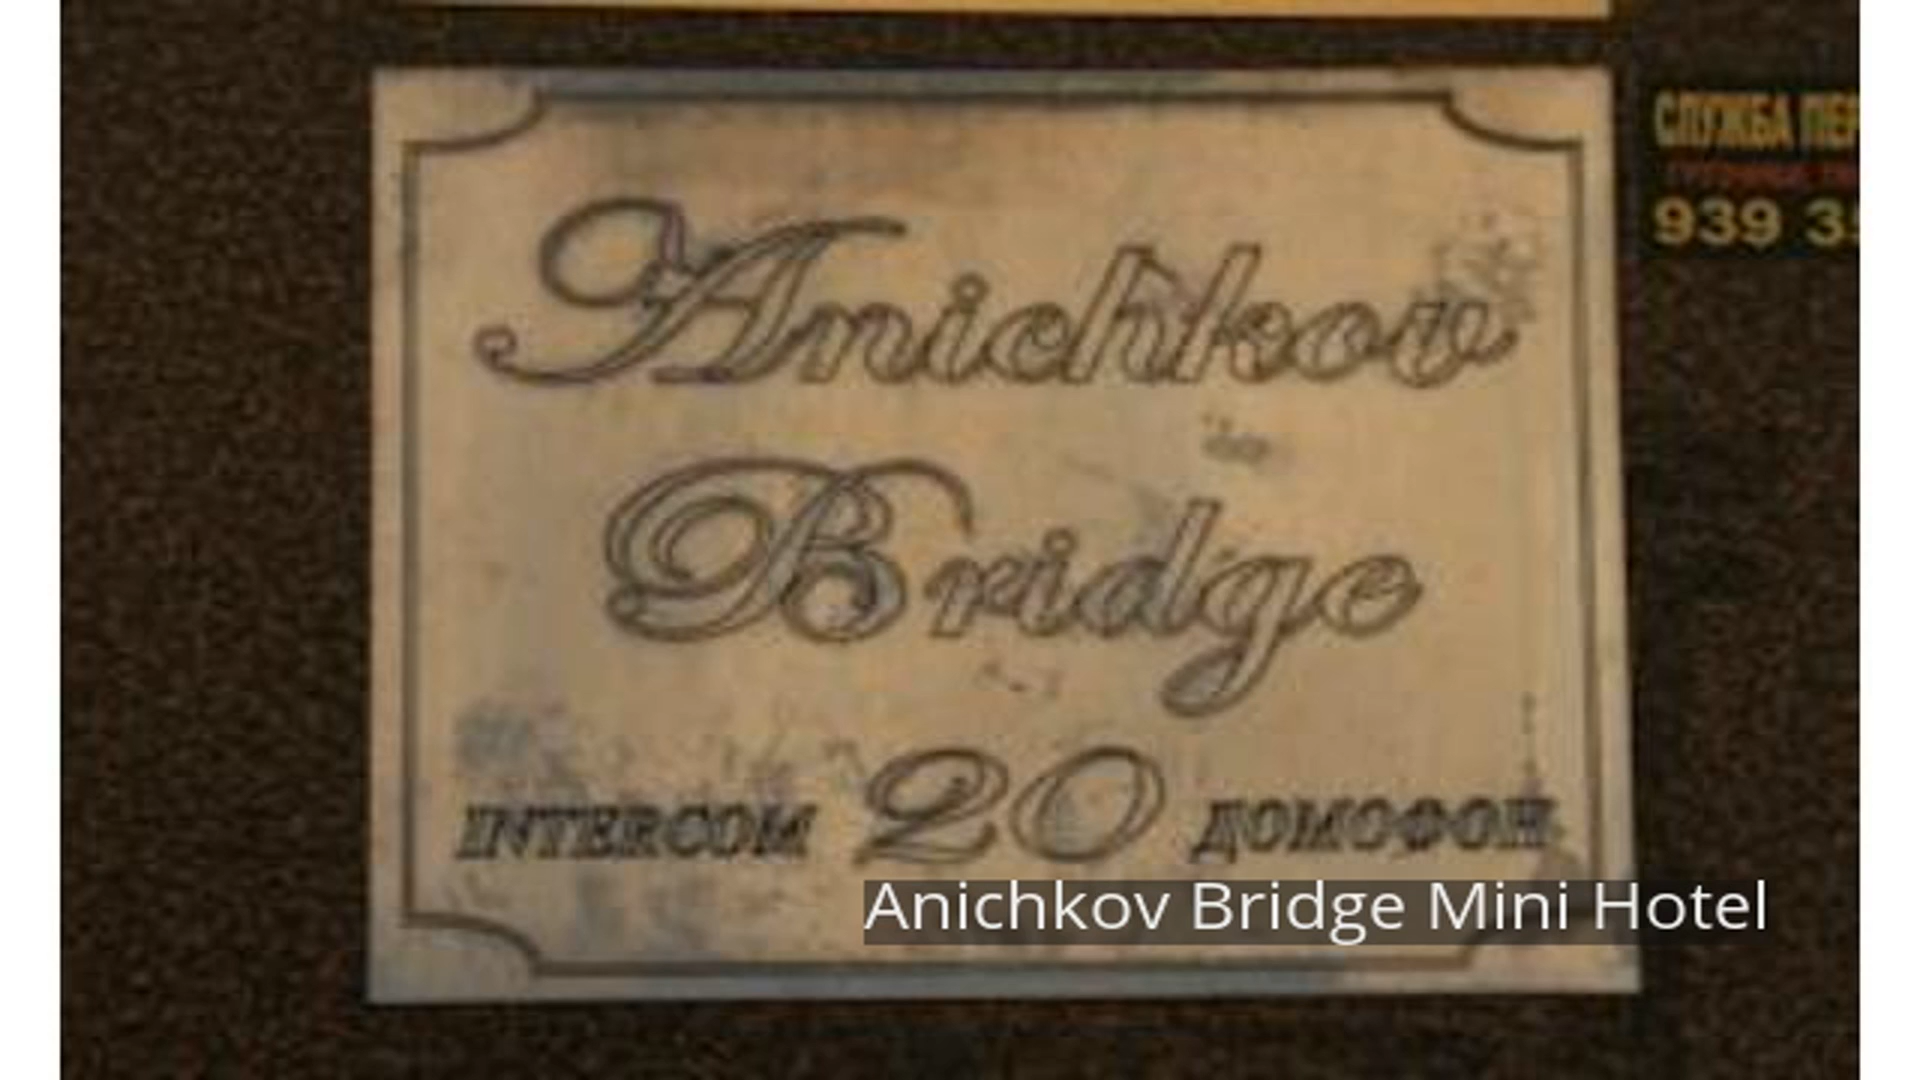 Anichkov
Bridge
INTERCOM 20 ДОМОФОН
Anichkov Bridge Mini Hotel
СЛУЖБА
939